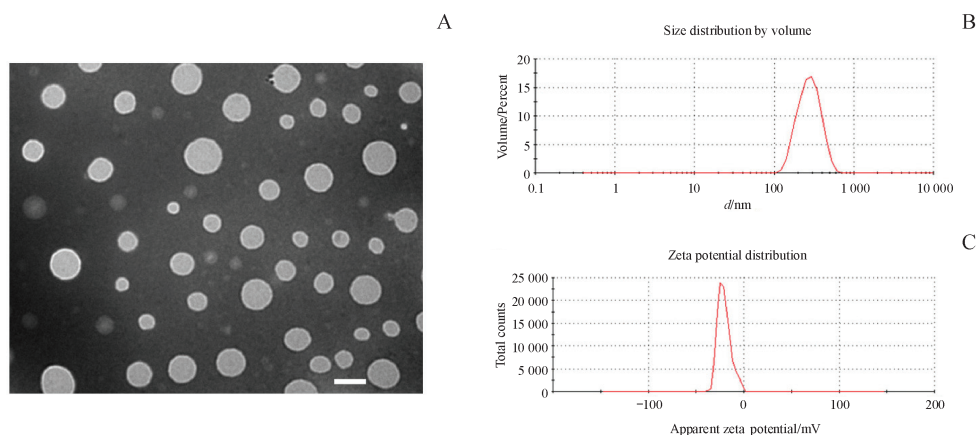 A
B
Size distribution by volume
Volume/Percent
20
15
10
5
0
0.1 1 10 100 1 000 10 000
d/nm
C
Zeta potential distribution
Total counts
25 000
20 000
15 000
10 000
5 000
0
−100 0 100 200
Apparent zeta potential/mV